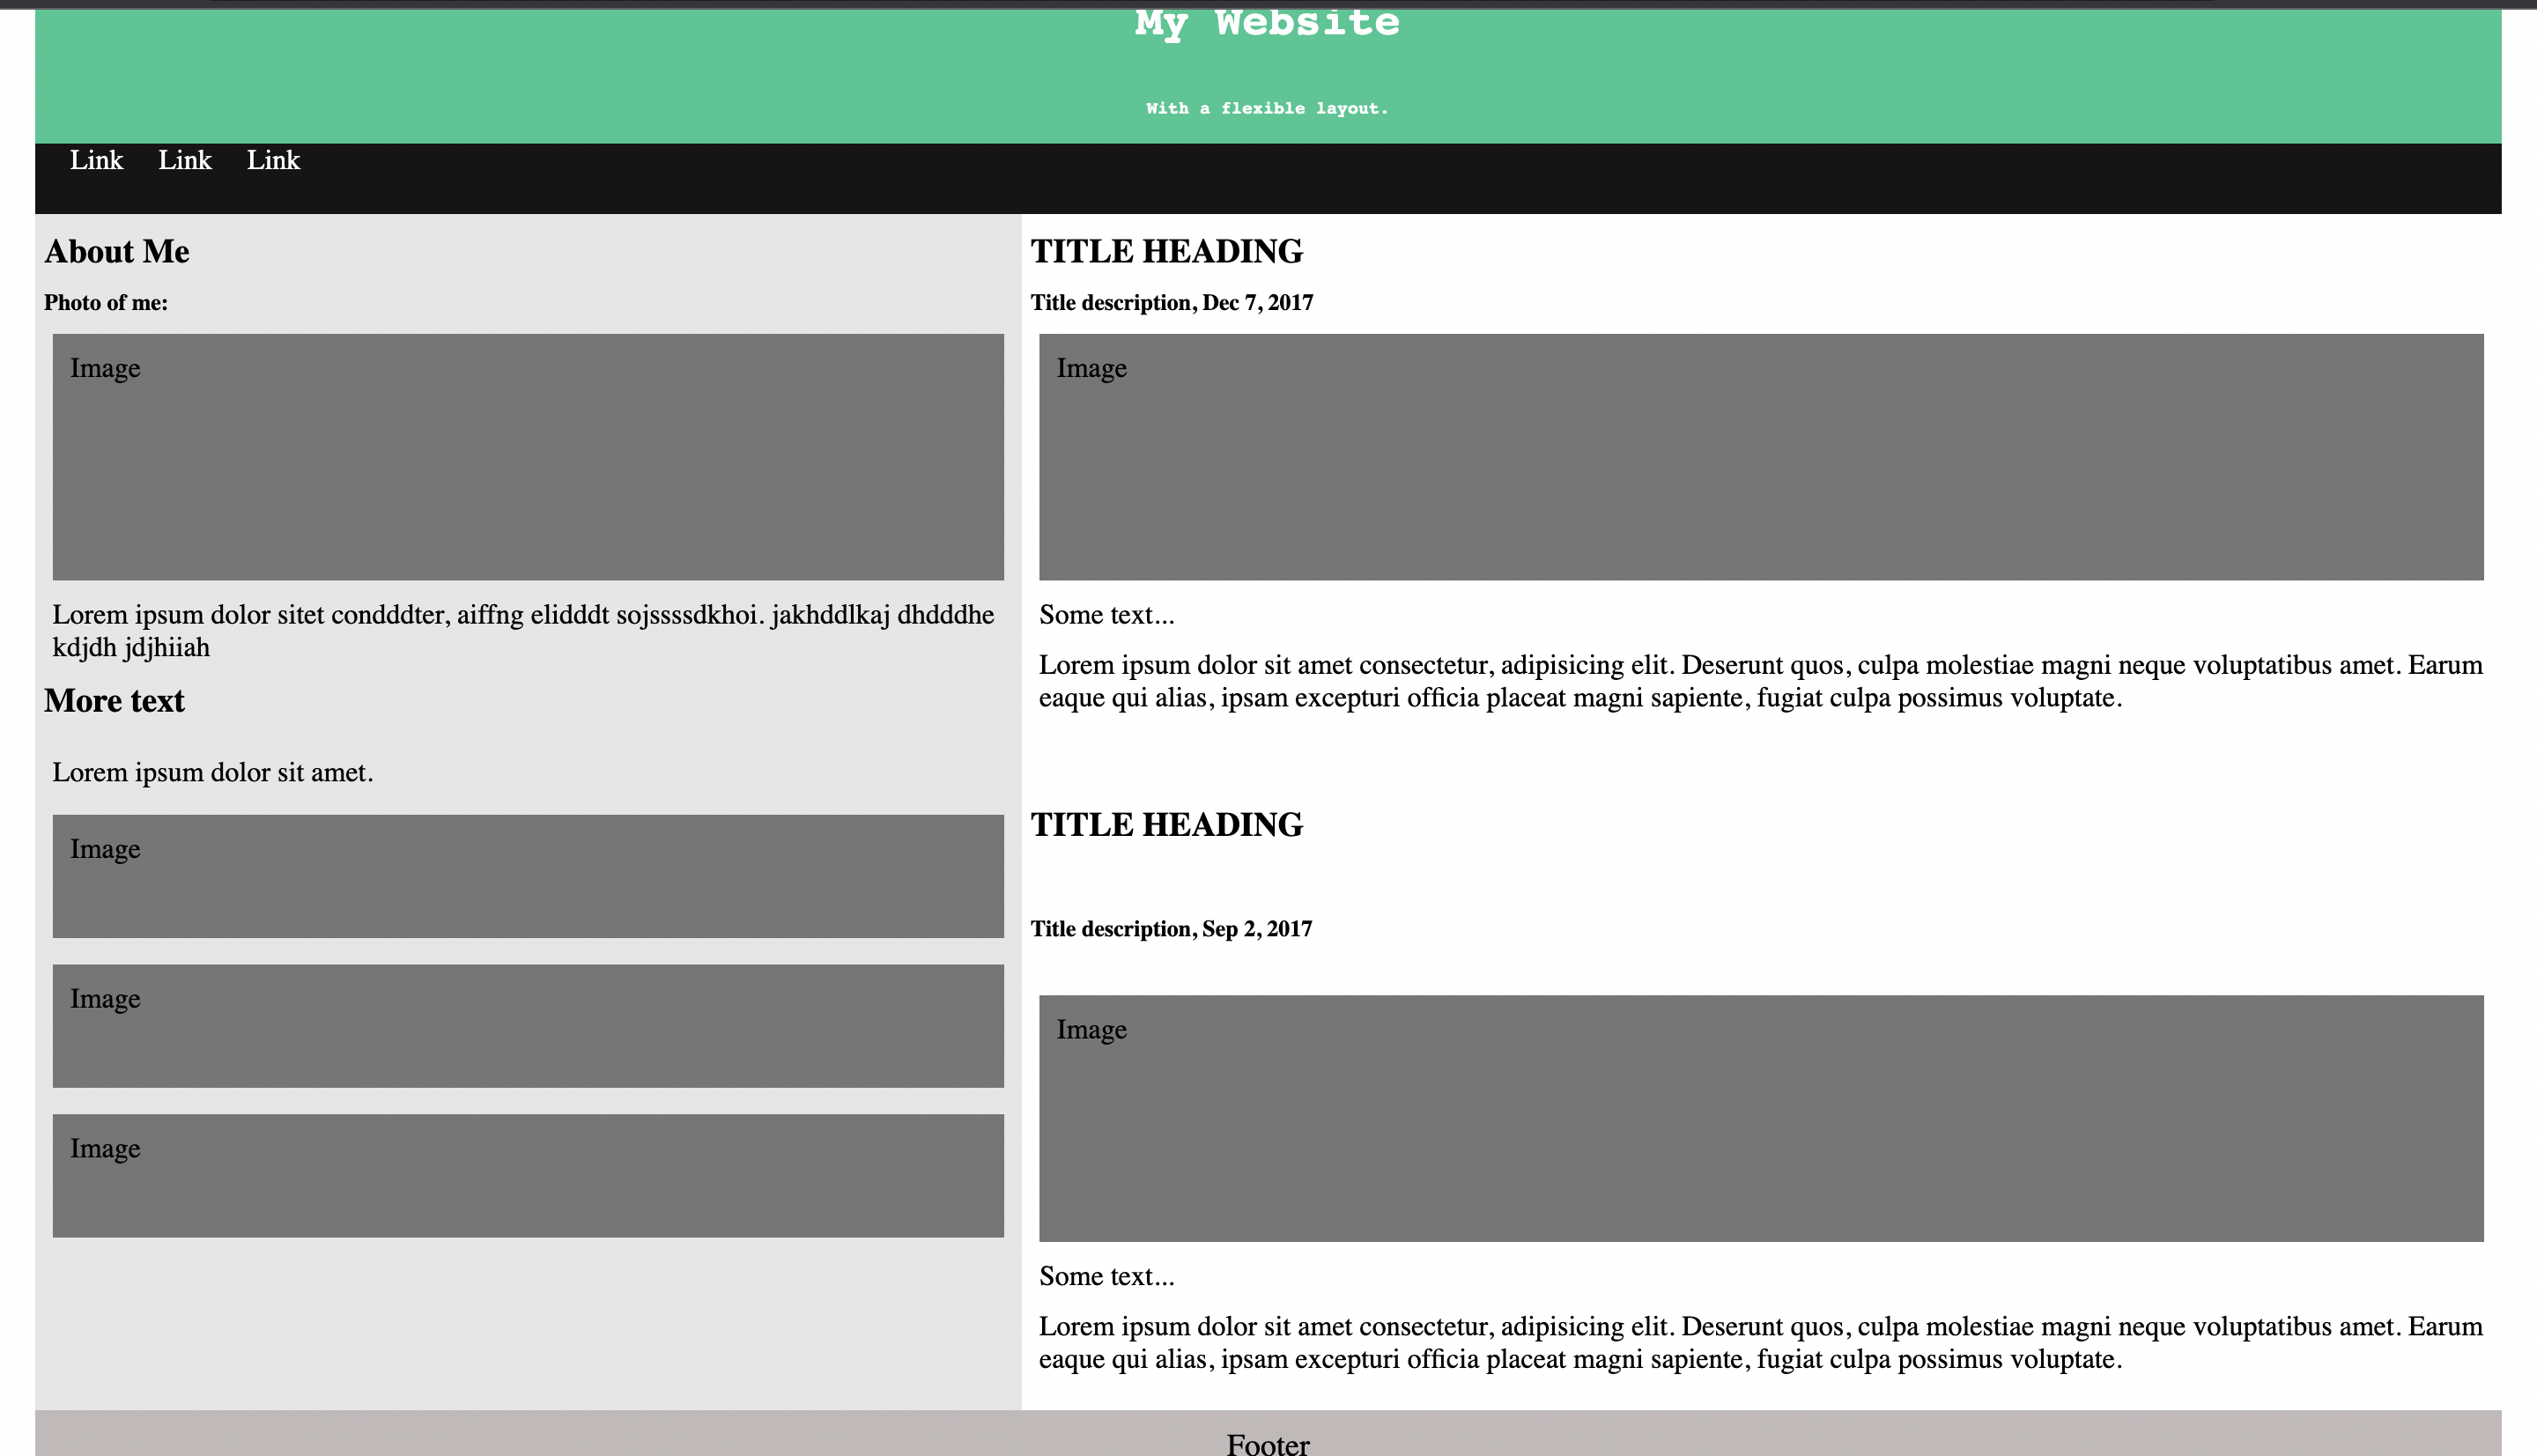 My Website
With a flexible layout.
Link Link Link
About Me
Photo of me:
Image
Lorem ipsum dolor sitet condddter, aiffng elidddt sojssssdkhoi. jakhddlkaj dhdddhe
kdjdh jdjhiiah
More text
Lorem ipsum dolor sit amet.
Image
Image
Image
TITLE HEADING
Title description, Dec 7, 2017
Image
Some text...
Lorem ipsum dolor sit amet consectetur, adipisicing elit. Deserunt quos, culpa molestiae magni neque voluptatibus amet. Earum
eaque qui alias, ipsam excepturi officia placeat magni sapiente, fugiat culpa possimus voluptate.
TITLE HEADING
Title description, Sep 2, 2017
Image
Some text...
Lorem ipsum dolor sit amet consectetur, adipisicing elit. Deserunt quos, culpa molestiae magni neque voluptatibus amet. Earum
eaque qui alias, ipsam excepturi officia placeat magni sapiente, fugiat culpa possimus voluptate.
Footer